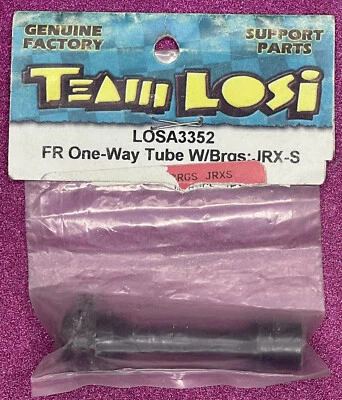 GENUINE
FACTORY
SUPPORT
PARTS
TEAM LOSI
LOSA3352
FR One-Way Tube W/Brgs: JRX-S
BRGS JRXS